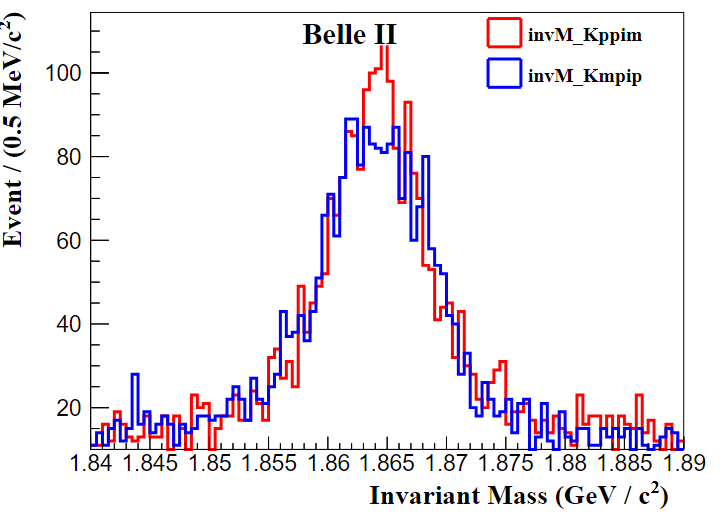 Belle II
invM_Kppim
invM_Kmpip
Event / (0.5 MeV/c²)
100
80
60
40
20
1.84 1.845 1.85 1.855 1.86 1.865 1.87 1.875 1.88 1.885 1.89
Invariant Mass (GeV / c²)